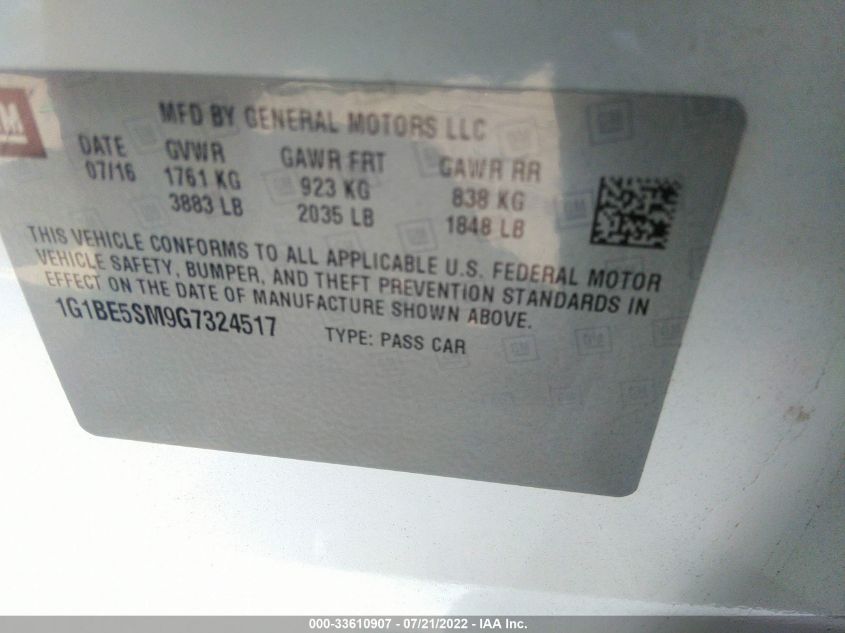 MFD BY GENERAL MOTORS LLC
DATE GVWR GAWR FRT GAWR RR
07/16 1761 KG 923 KG 838 KG
3883 LB 2035 LB 1848 LB
THIS VEHICLE CONFORMS TO ALL APPLICABLE U.S. FEDERAL MOTOR
VEHICLE SAFETY, BUMPER, AND THEFT PREVENTION STANDARDS IN
EFFECT ON THE DATE OF MANUFACTURE SHOWN ABOVE.
1G1BE5SM9G7324517 TYPE: PASS CAR
000-33610907 - 07/21/2022 - IAA Inc.